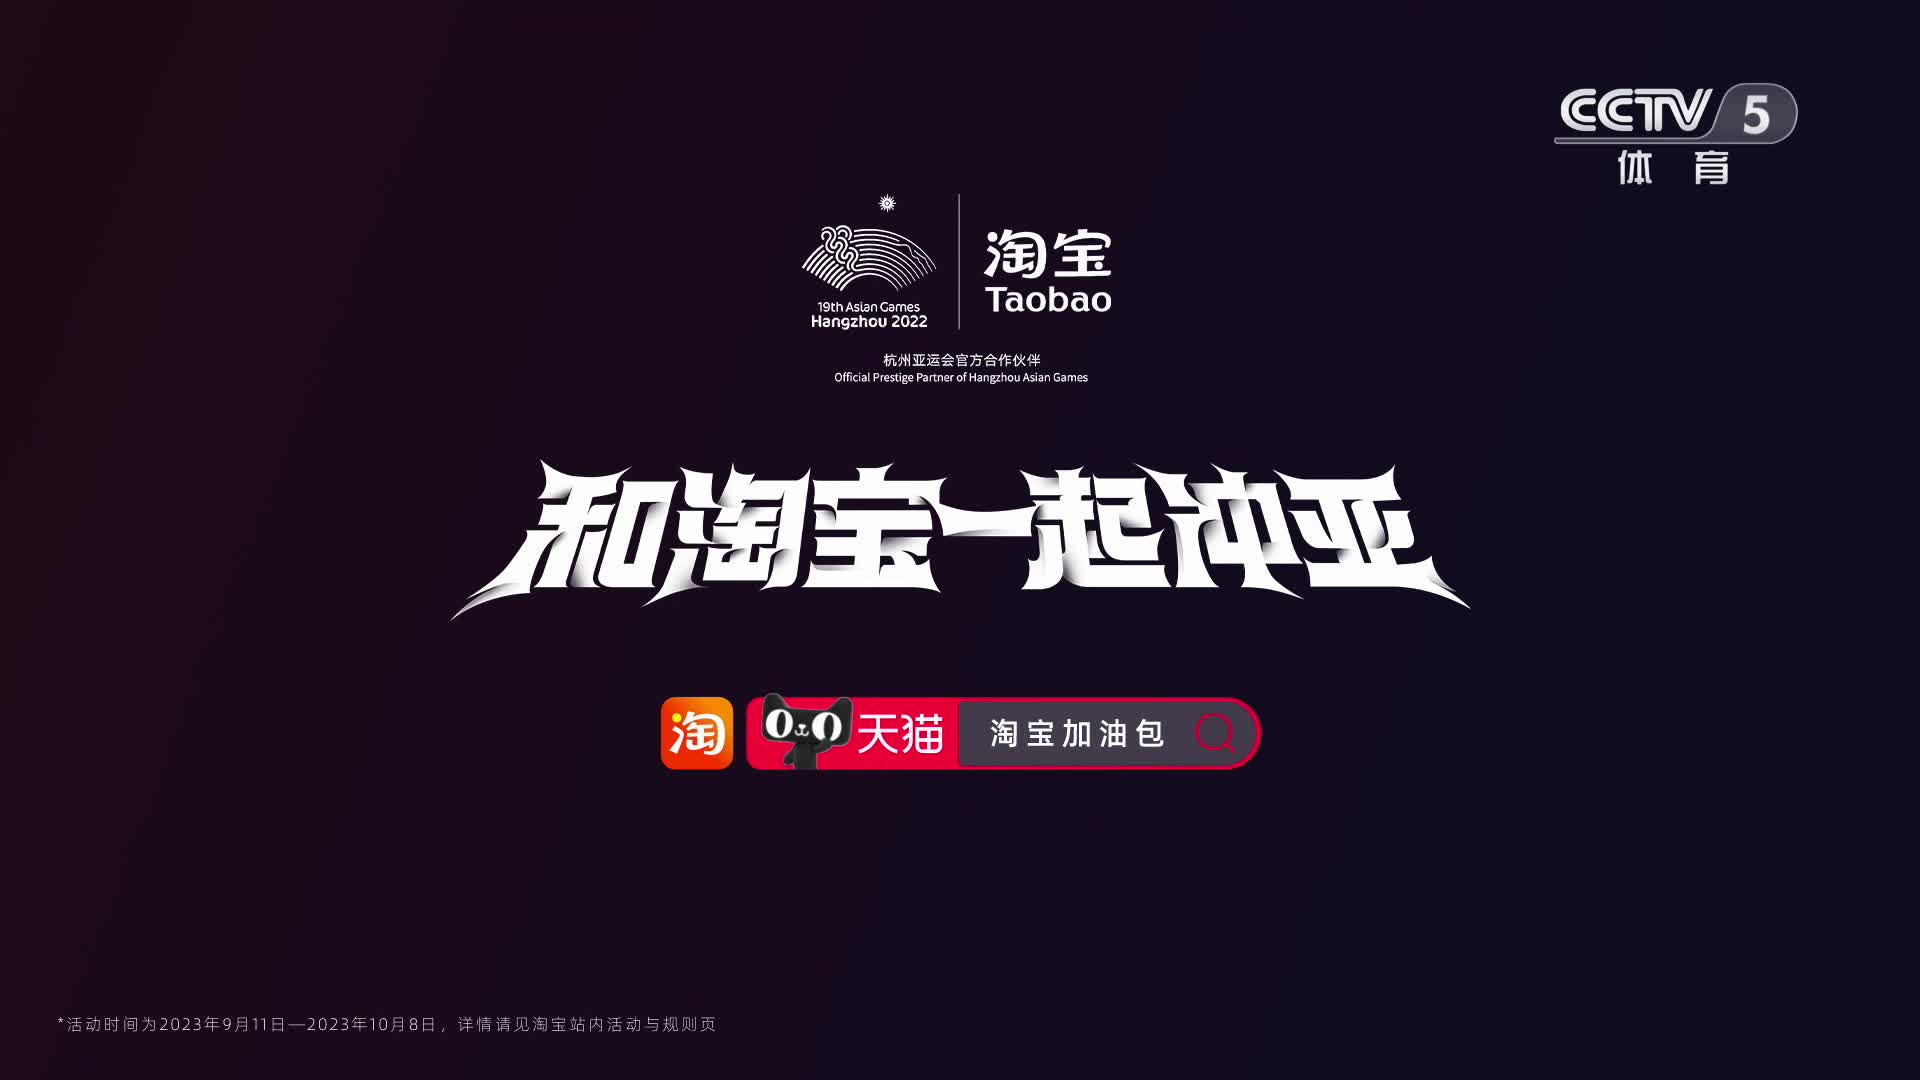 CCTV 5
体 育
19th Asian Games
Hangzhou 2022
淘宝
Taobao
杭州亚运会官方合作伙伴
Official Prestige Partner of Hangzhou Asian Games
和淘宝一起冲亚
淘 天猫 淘宝加油包
*活动时间为2023年9月11日—2023年10月8日，详情请见淘宝站内活动与规则页